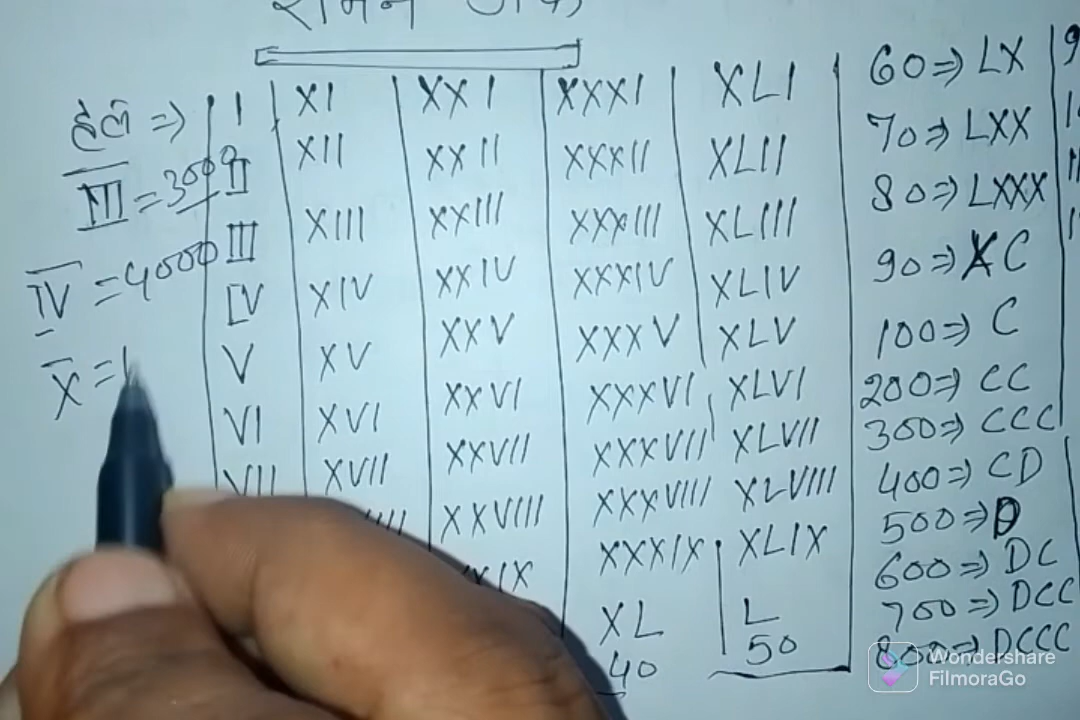 रोमन
हेल्प =>
III = 3000
IV = 4000
X = 1
I
II
III
IV
V
VI
VII
XI
XII
XIII
XIV
XV
XVI
XVII
XXI
XXII
XXIII
XXIV
XXV
XXVI
XXVII
XXVIII
XXXI
XXXII
XXXIII
XXXIV
XXXV
XXXVI
XXXVII
XXXVIII
XXXIX
XL
40
XLI
XLII
XLIII
XLIV
XLV
XLVI
XLVII
XLVIII
XLIX
L
50
60 => LX
70 => LXX
80 => LXXX
90 => XC
100 => C
200 => CC
300 => CCC
400 => CD
500 => D
600 => DC
700 => DCC
800 => DCCC
Wondershare
FilmoraGo